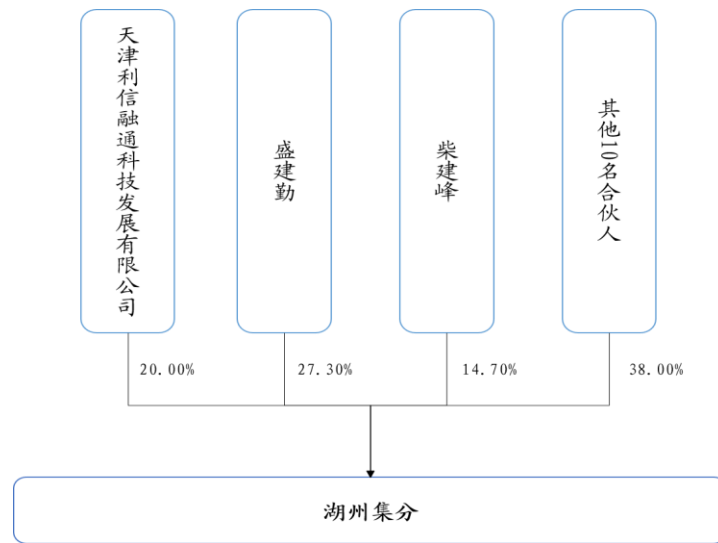 天津利信融通科技发展有限公司
盛建勤
柴建峰
其他10名合伙人
20.00%
27.30%
14.70%
38.00%
湖州集分